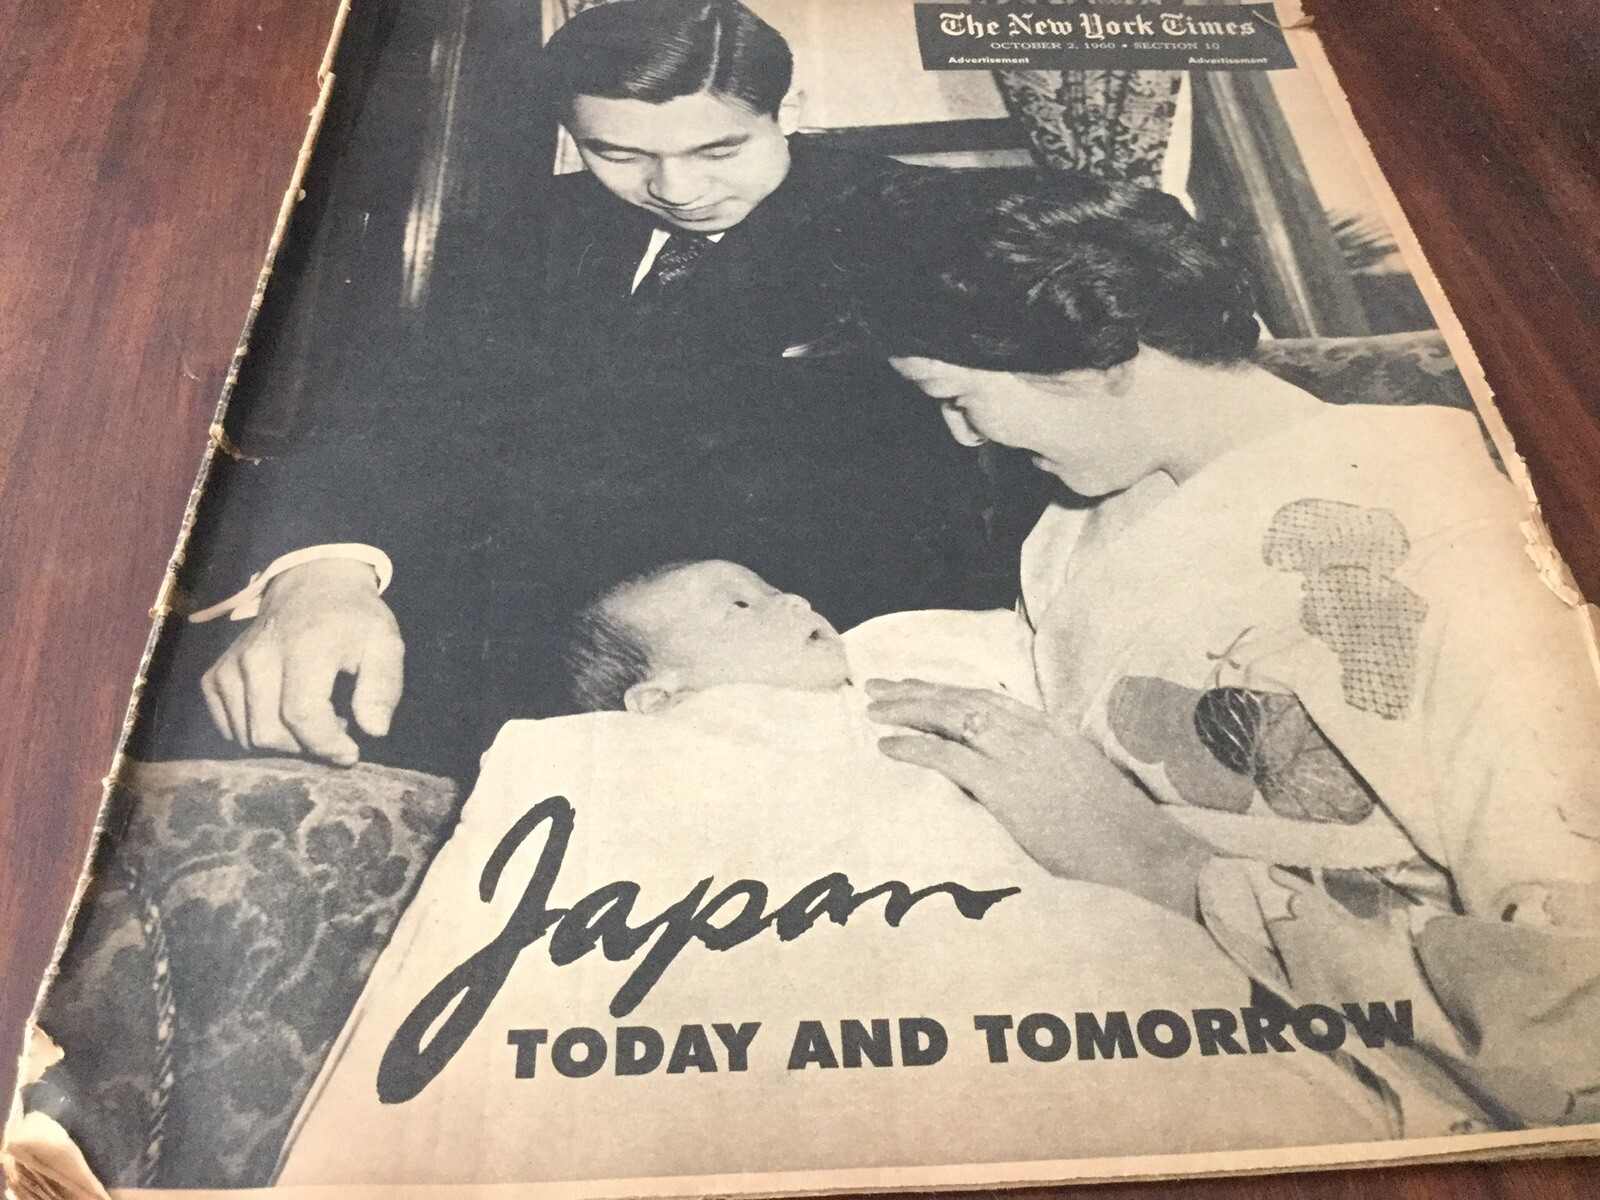 The New York Times
OCTOBER 2, 1960 • SECTION 10
Advertisement Advertisement
Japan
TODAY AND TOMORROW